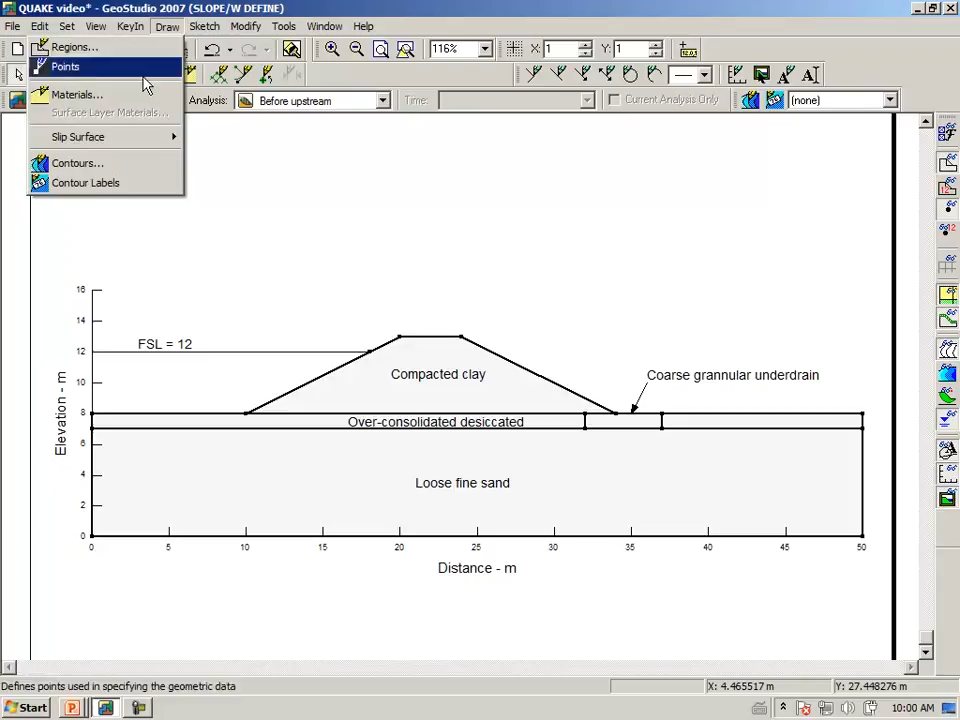 QUAKE video* - GeoStudio 2007 (SLOPE/W DEFINE)
File Edit Set View KeyIn Draw Sketch Modify Tools Window Help
Regions...
116% X: 1 Y: 1
Points
Analysis: Before upstream Time: Current Analysis Only (none)
Materials...
Surface Layer Materials...
Slip Surface
Contours...
Contour Labels
16
14
12
10
8
6
4
2
0
Elevation - m
FSL = 12
Compacted clay
Coarse grannular underdrain
Over-consolidated desiccated
Loose fine sand
0 5 10 15 20 25 30 35 40 45 50
Distance - m
Defines points used in specifying the geometric data X: 4.465517 m Y: 27.448276 m
Start 10:00 AM